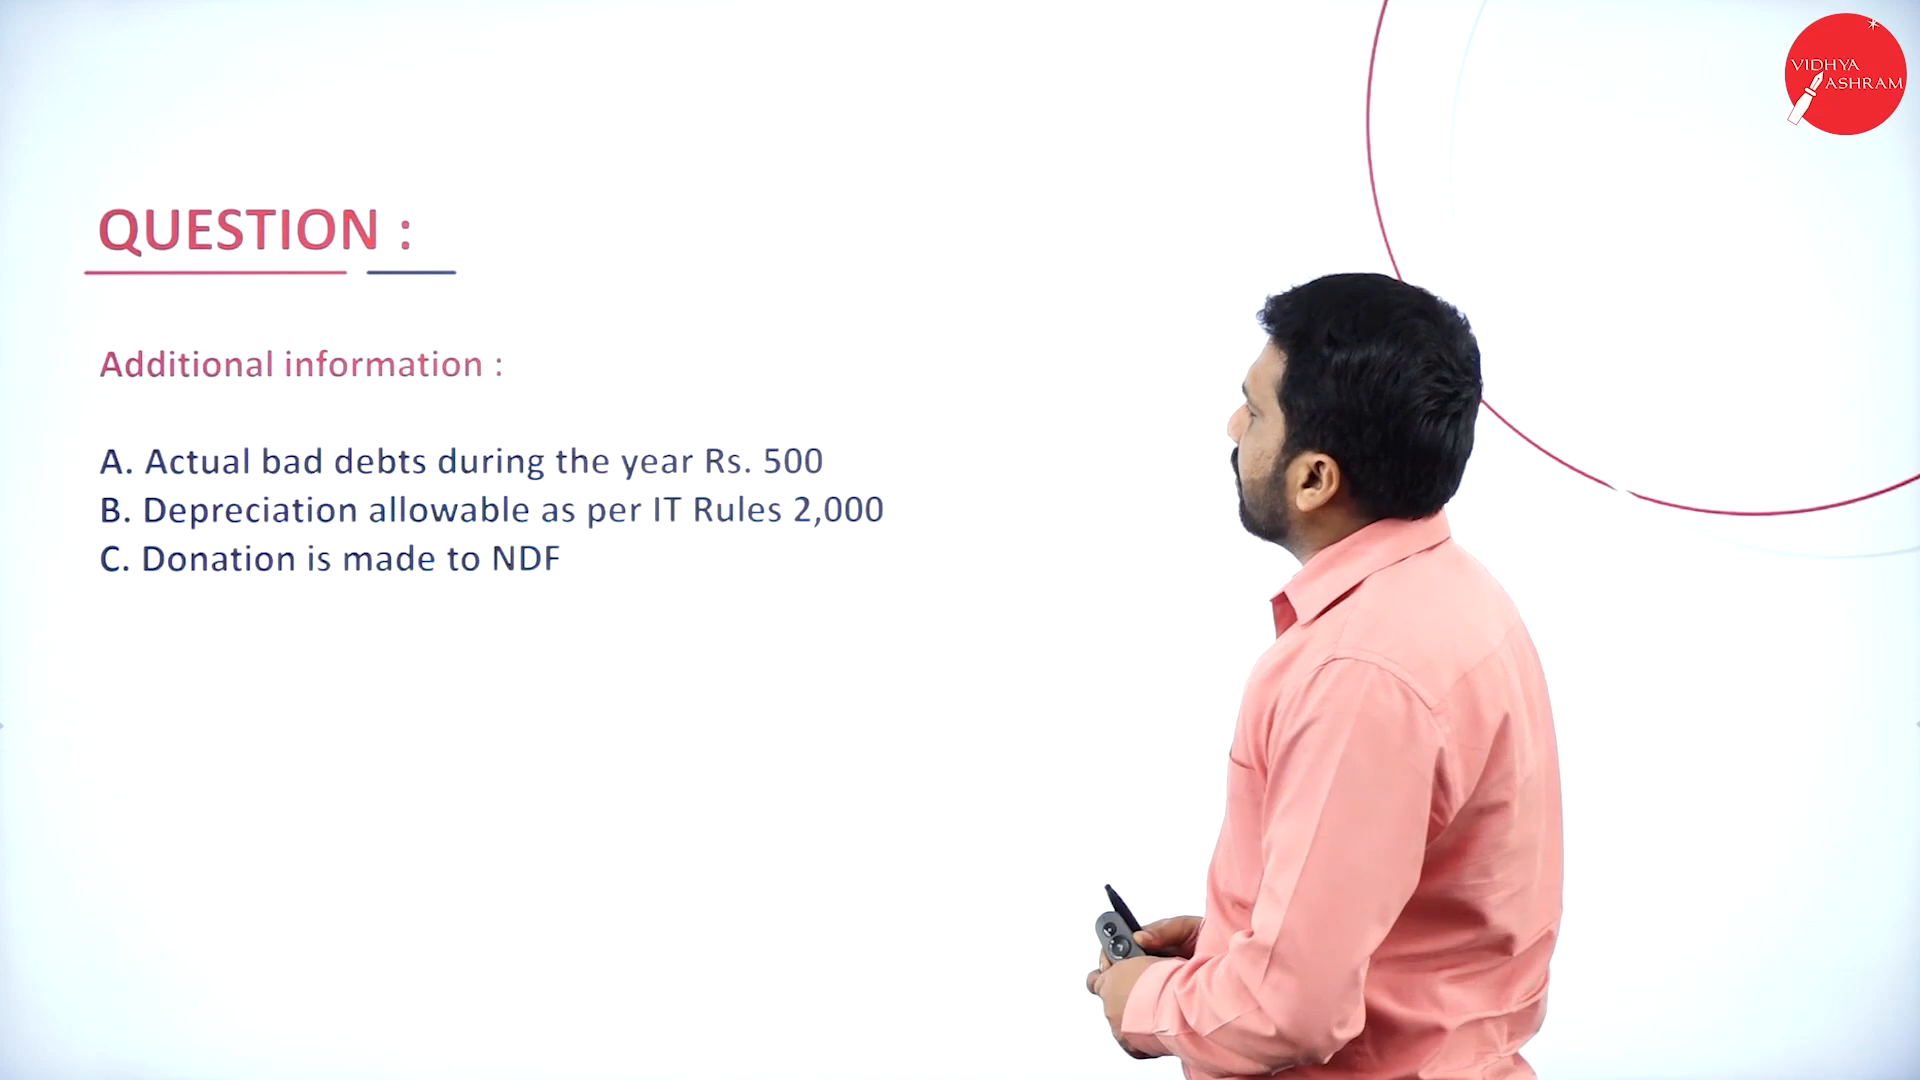 VIDHYA
ASHRAM
QUESTION :
Additional information :
A. Actual bad debts during the year Rs. 500
B. Depreciation allowable as per IT Rules 2,000
C. Donation is made to NDF